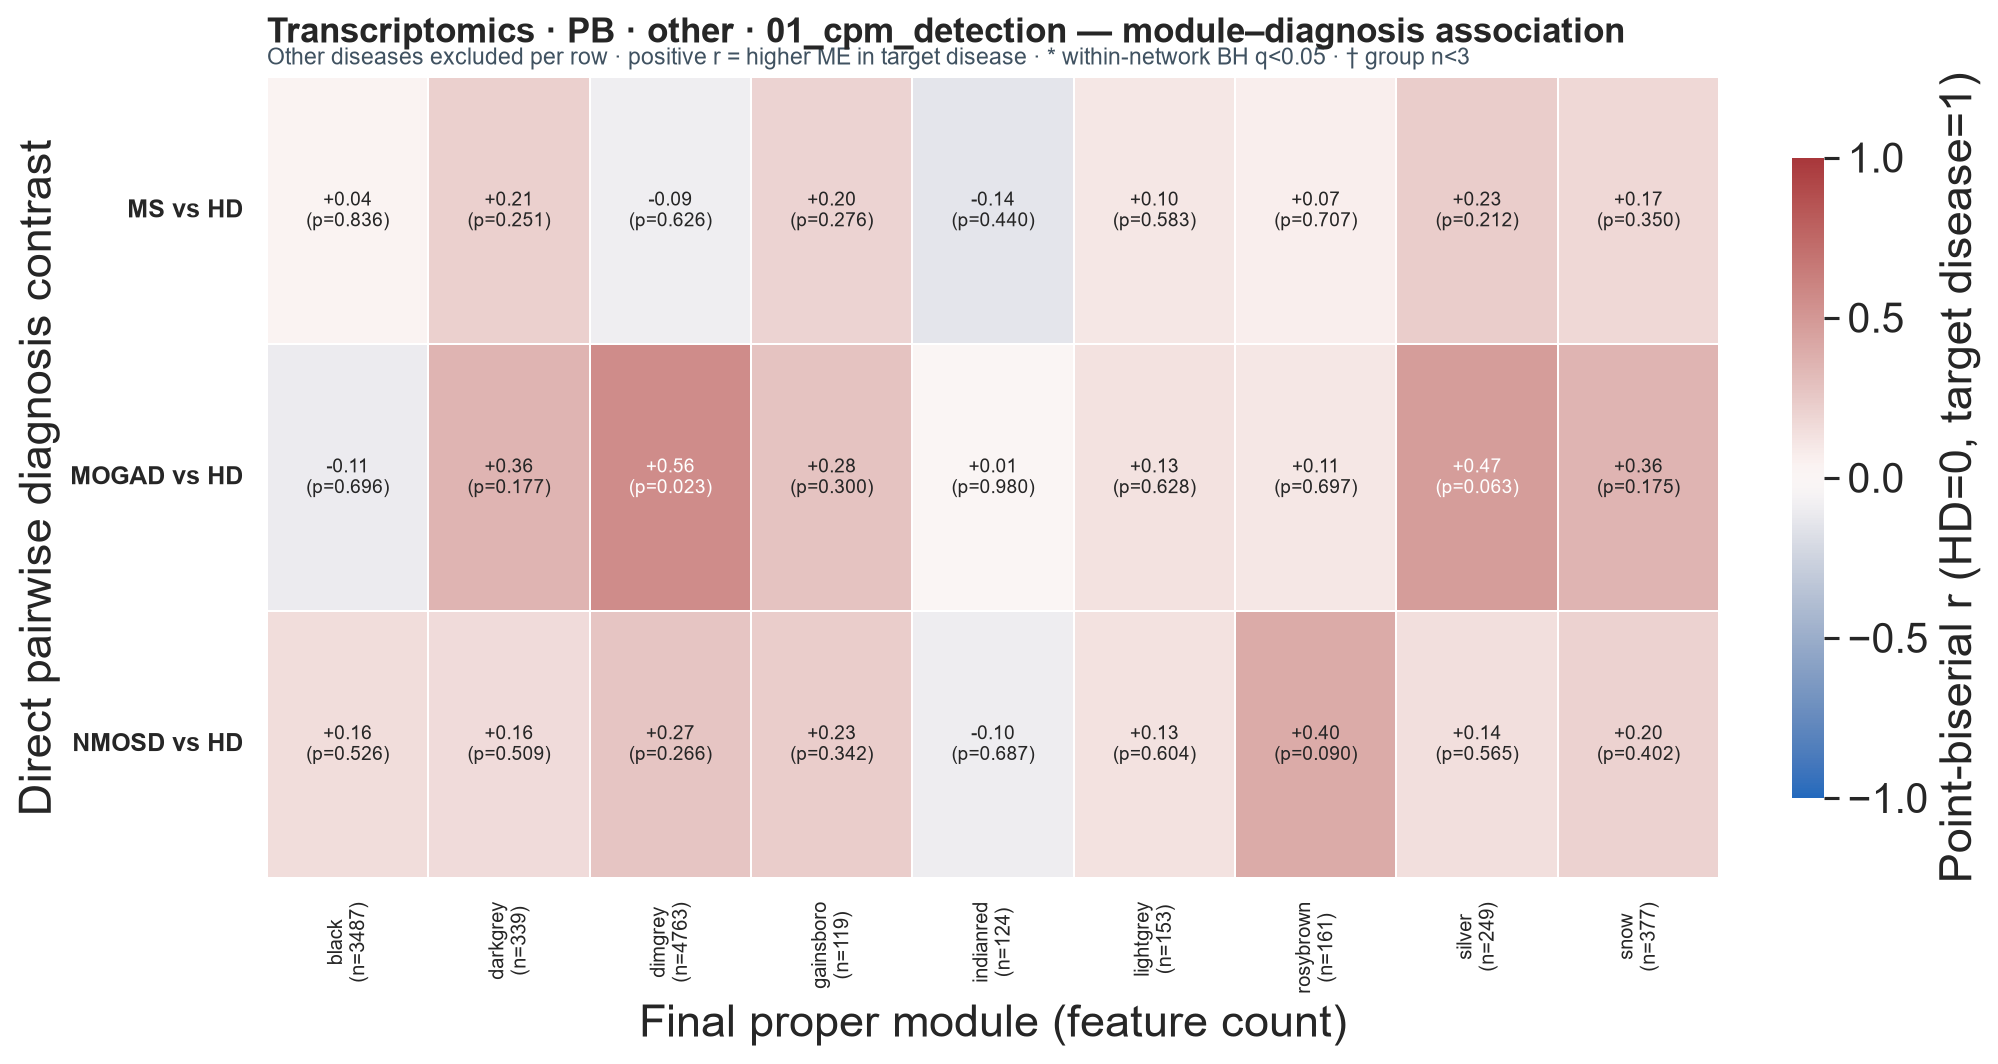 Transcriptomics · PB · other · 01_cpm_detection — module–diagnosis association
Other diseases excluded per row · positive r = higher ME in target disease · * within-network BH q<0.05 · † group n<3
Direct pairwise diagnosis contrast
MS vs HD
+0.04
(p=0.836)
+0.21
(p=0.251)
-0.09
(p=0.626)
+0.20
(p=0.276)
-0.14
(p=0.440)
+0.10
(p=0.583)
+0.07
(p=0.707)
+0.23
(p=0.212)
+0.17
(p=0.350)
MOGAD vs HD
-0.11
(p=0.696)
+0.36
(p=0.177)
+0.56
(p=0.023)
+0.28
(p=0.300)
+0.01
(p=0.980)
+0.13
(p=0.628)
+0.11
(p=0.697)
+0.47
(p=0.063)
+0.36
(p=0.175)
NMOSD vs HD
+0.16
(p=0.526)
+0.16
(p=0.509)
+0.27
(p=0.266)
+0.23
(p=0.342)
-0.10
(p=0.687)
+0.13
(p=0.604)
+0.40
(p=0.090)
+0.14
(p=0.565)
+0.20
(p=0.402)
black
(n=3487)
darkgrey
(n=339)
dimgrey
(n=4763)
gainsboro
(n=119)
indianred
(n=124)
lightgrey
(n=153)
rosybrown
(n=161)
silver
(n=249)
snow
(n=377)
Final proper module (feature count)
1.0
0.5
0.0
−0.5
−1.0
Point-biserial r (HD=0, target disease=1)